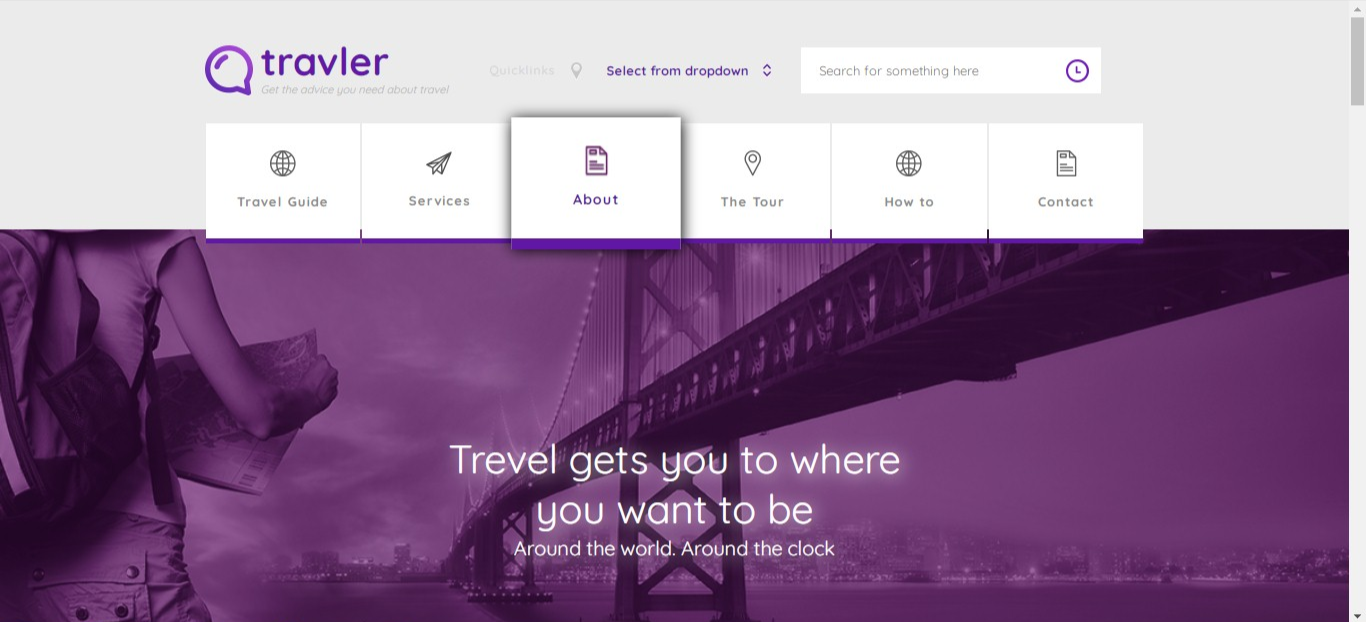 travler
Get the advice you need about travel
Quicklinks
Select from dropdown
Search for something here
Travel Guide
Services
About
The Tour
How to
Contact
Trevel gets you to where
you want to be
Around the world. Around the clock